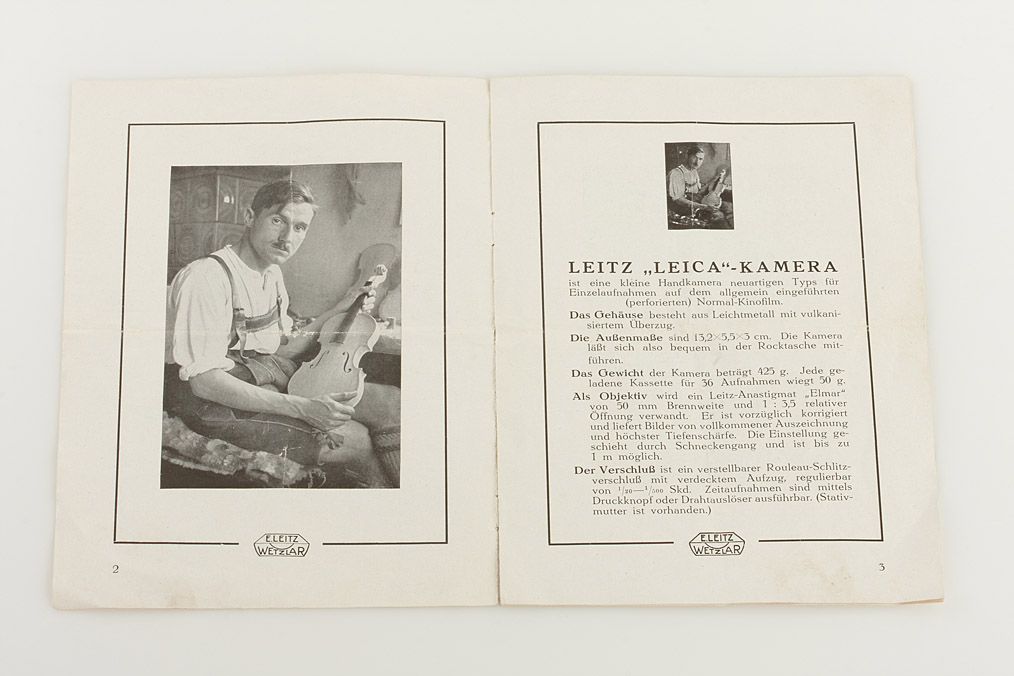 E.LEITZ
WETZLAR
2
LEITZ „LEICA“-KAMERA
ist eine kleine Handkamera neuartigen Typs für
Einzelaufnahmen auf dem allgemein eingeführten
(perforierten) Normal-Kinofilm.
Das Gehäuse besteht aus Leichtmetall mit vulkani-
siertem Überzug.
Die Außenmaße sind 13,2×5,5×3 cm. Die Kamera
läßt sich also bequem in der Rocktasche mit-
führen.
Das Gewicht der Kamera beträgt 425 g. Jede ge-
ladene Kassette für 36 Aufnahmen wiegt 50 g.
Als Objektiv wird ein Leitz-Anastigmat „Elmar“
von 50 mm Brennweite und 1 : 3,5 relativer
Öffnung verwandt. Er ist vorzüglich korrigiert
und liefert Bilder von vollkommener Auszeichnung
und höchster Tiefenschärfe. Die Einstellung ge-
schieht durch Schneckengang und ist bis zu
1 m möglich.
Der Verschluß ist ein verstellbarer Rouleau-Schlitz-
verschluß mit verdecktem Aufzug, regulierbar
von 1/20—1/500 Skd. Zeitaufnahmen sind mittels
Druckknopf oder Drahtauslöser ausführbar. (Stativ-
mutter ist vorhanden.)
E.LEITZ
WETZLAR
3